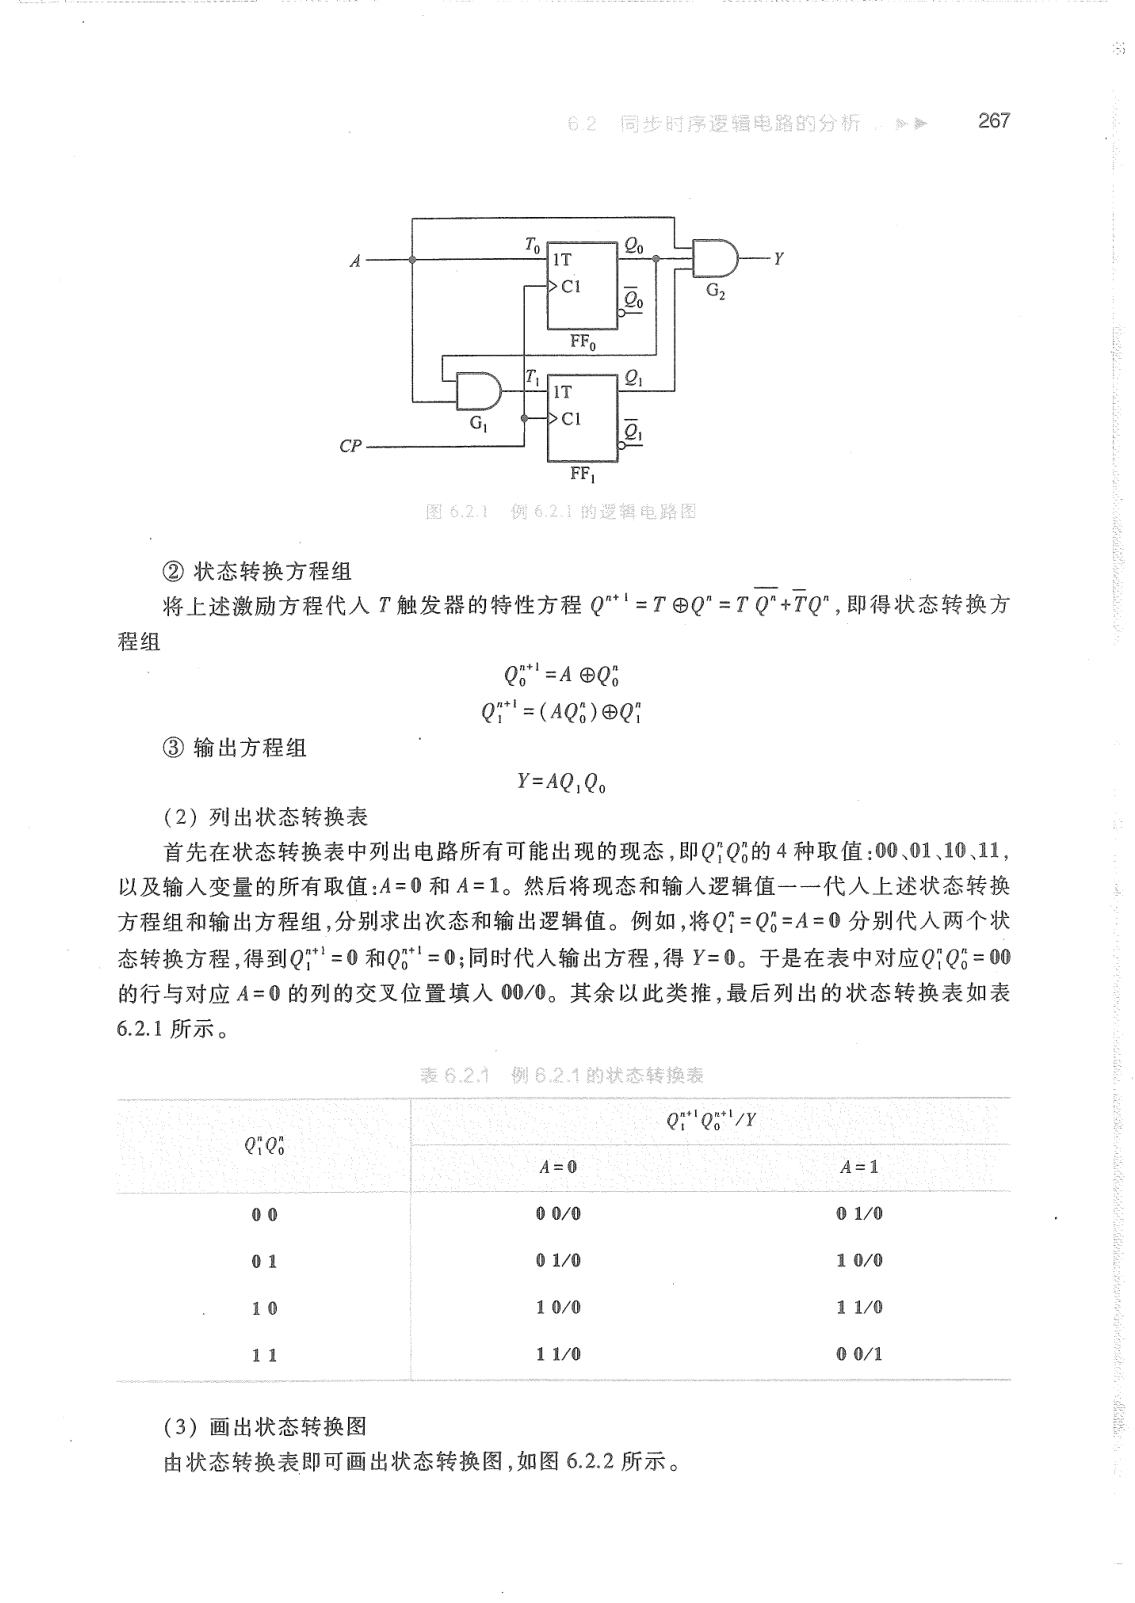 6.2 同步时序逻辑电路的分析 ▶▶ 267
A
T₀
1T
C1
Q₀
Q̅₀
FF₀
G₂
Y
G₁
T₁
1T
C1
Q₁
Q̅₁
FF₁
CP
图 6.2.1 例 6.2.1 的逻辑电路图
② 状态转换方程组
将上述激励方程代入 T 触发器的特性方程 Qⁿ⁺¹ = T ⊕ Qⁿ = T \overline{Qⁿ} + \overline{T}Qⁿ, 即得状态转换方
程组
Q₀ⁿ⁺¹ = A ⊕ Q₀ⁿ
Q₁ⁿ⁺¹ = (AQ₀ⁿ) ⊕ Q₁ⁿ
③ 输出方程组
Y = AQ₁Q₀
(2) 列出状态转换表
首先在状态转换表中列出电路所有可能出现的现态,即Q₁ⁿQ₀ⁿ的 4 种取值:00、01、10、11,
以及输入变量的所有取值:A=0 和 A=1。然后将现态和输入逻辑值一一代入上述状态转换
方程组和输出方程组,分别求出次态和输出逻辑值。例如,将Q₁ⁿ=Q₀ⁿ=A=0 分别代入两个状
态转换方程,得到Q₁ⁿ⁺¹=0 和Q₀ⁿ⁺¹=0;同时代入输出方程,得 Y=0。于是在表中对应Q₁ⁿQ₀ⁿ=00
的行与对应 A=0 的列的交叉位置填入 00/0。其余以此类推,最后列出的状态转换表如表
6.2.1 所示。
表 6.2.1 例 6.2.1 的状态转换表
Q₁ⁿQ₀ⁿ Q₁ⁿ⁺¹Q₀ⁿ⁺¹/Y
A=0 A=1
0 0 0 0/0 0 1/0
0 1 0 1/0 1 0/0
1 0 1 0/0 1 1/0
1 1 1 1/0 0 0/1
(3) 画出状态转换图
由状态转换表即可画出状态转换图,如图 6.2.2 所示。